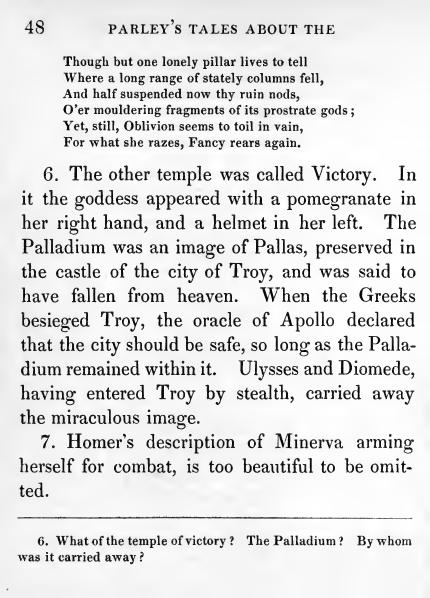 48 PARLEY'S TALES ABOUT THE
Though but one lonely pillar lives to tell
Where a long range of stately columns fell,
And half suspended now thy ruin nods,
O'er mouldering fragments of its prostrate gods;
Yet, still, Oblivion seems to toil in vain,
For what she razes, Fancy rears again.
6. The other temple was called Victory. In
it the goddess appeared with a pomegranate in
her right hand, and a helmet in her left. The
Palladium was an image of Pallas, preserved in
the castle of the city of Troy, and was said to
have fallen from heaven. When the Greeks
besieged Troy, the oracle of Apollo declared
that the city should be safe, so long as the Palla-
dium remained within it. Ulysses and Diomede,
having entered Troy by stealth, carried away
the miraculous image.
7. Homer's description of Minerva arming
herself for combat, is too beautiful to be omit-
ted.
6. What of the temple of victory? The Palladium? By whom
was it carried away?